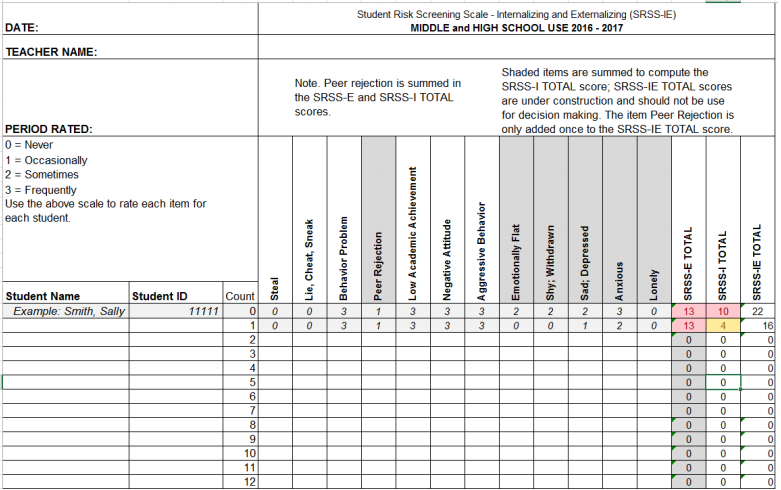 Student Risk Screening Scale - Internalizing and Externalizing (SRSS-IE)
DATE: MIDDLE and HIGH SCHOOL USE 2016 - 2017
TEACHER NAME:
Note. Peer rejection is summed in
the SRSS-E and SRSS-I TOTAL
scores.
Shaded items are summed to compute the
SRSS-I TOTAL score; SRSS-IE TOTAL scores
are under construction and should not be use
for decision making. The item Peer Rejection is
only added once to the SRSS-IE TOTAL score.
PERIOD RATED:
0 = Never
1 = Occasionally
2 = Sometimes
3 = Frequently
Use the above scale to rate each item for
each student.
Student Name Student ID Count Steal Lie, Cheat, Sneak Behavior Problem Peer Rejection Low Academic Achievement Negative Attitude Aggressive Behavior Emotionally Flat Shy; Withdrawn Sad; Depressed Anxious Lonely SRSS-E TOTAL SRSS-I TOTAL SRSS-IE TOTAL
Example: Smith, Sally 11111 0 0 0 3 1 3 3 3 2 2 2 3 0 13 10 22
1 0 0 3 1 3 3 3 0 0 1 2 0 13 4 16
2 0 0 0
3 0 0 0
4 0 0 0
5 0 0 0
6 0 0 0
7 0 0 0
8 0 0 0
9 0 0 0
10 0 0 0
11 0 0 0
12 0 0 0